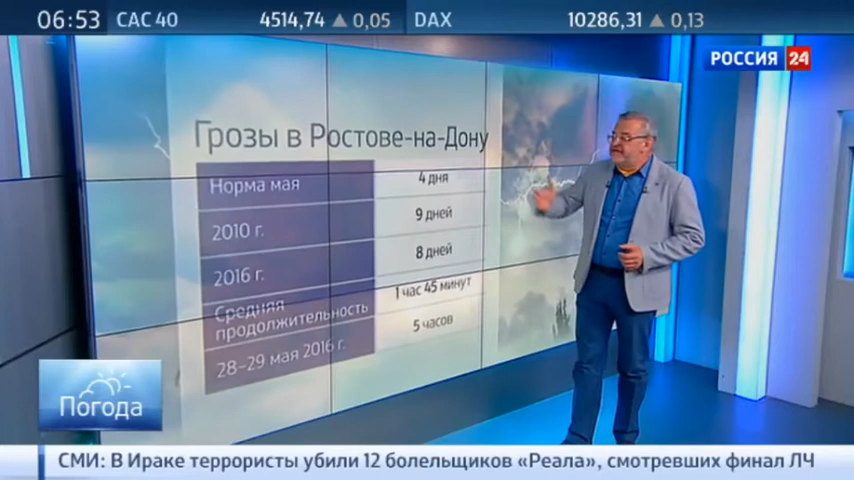 06:53 CAC 40 4514,74 ▲ 0,05 DAX 10286,31 ▲ 0,13
РОССИЯ 24
Грозы в Ростове-на-Дону
Норма мая 4 дня
2010 г. 9 дней
2016 г. 8 дней
Средняя продолжительность 1 час 45 минут
28-29 мая 2016 г. 5 часов
Погода
СМИ: В Ираке террористы убили 12 болельщиков «Реала», смотревших финал ЛЧ